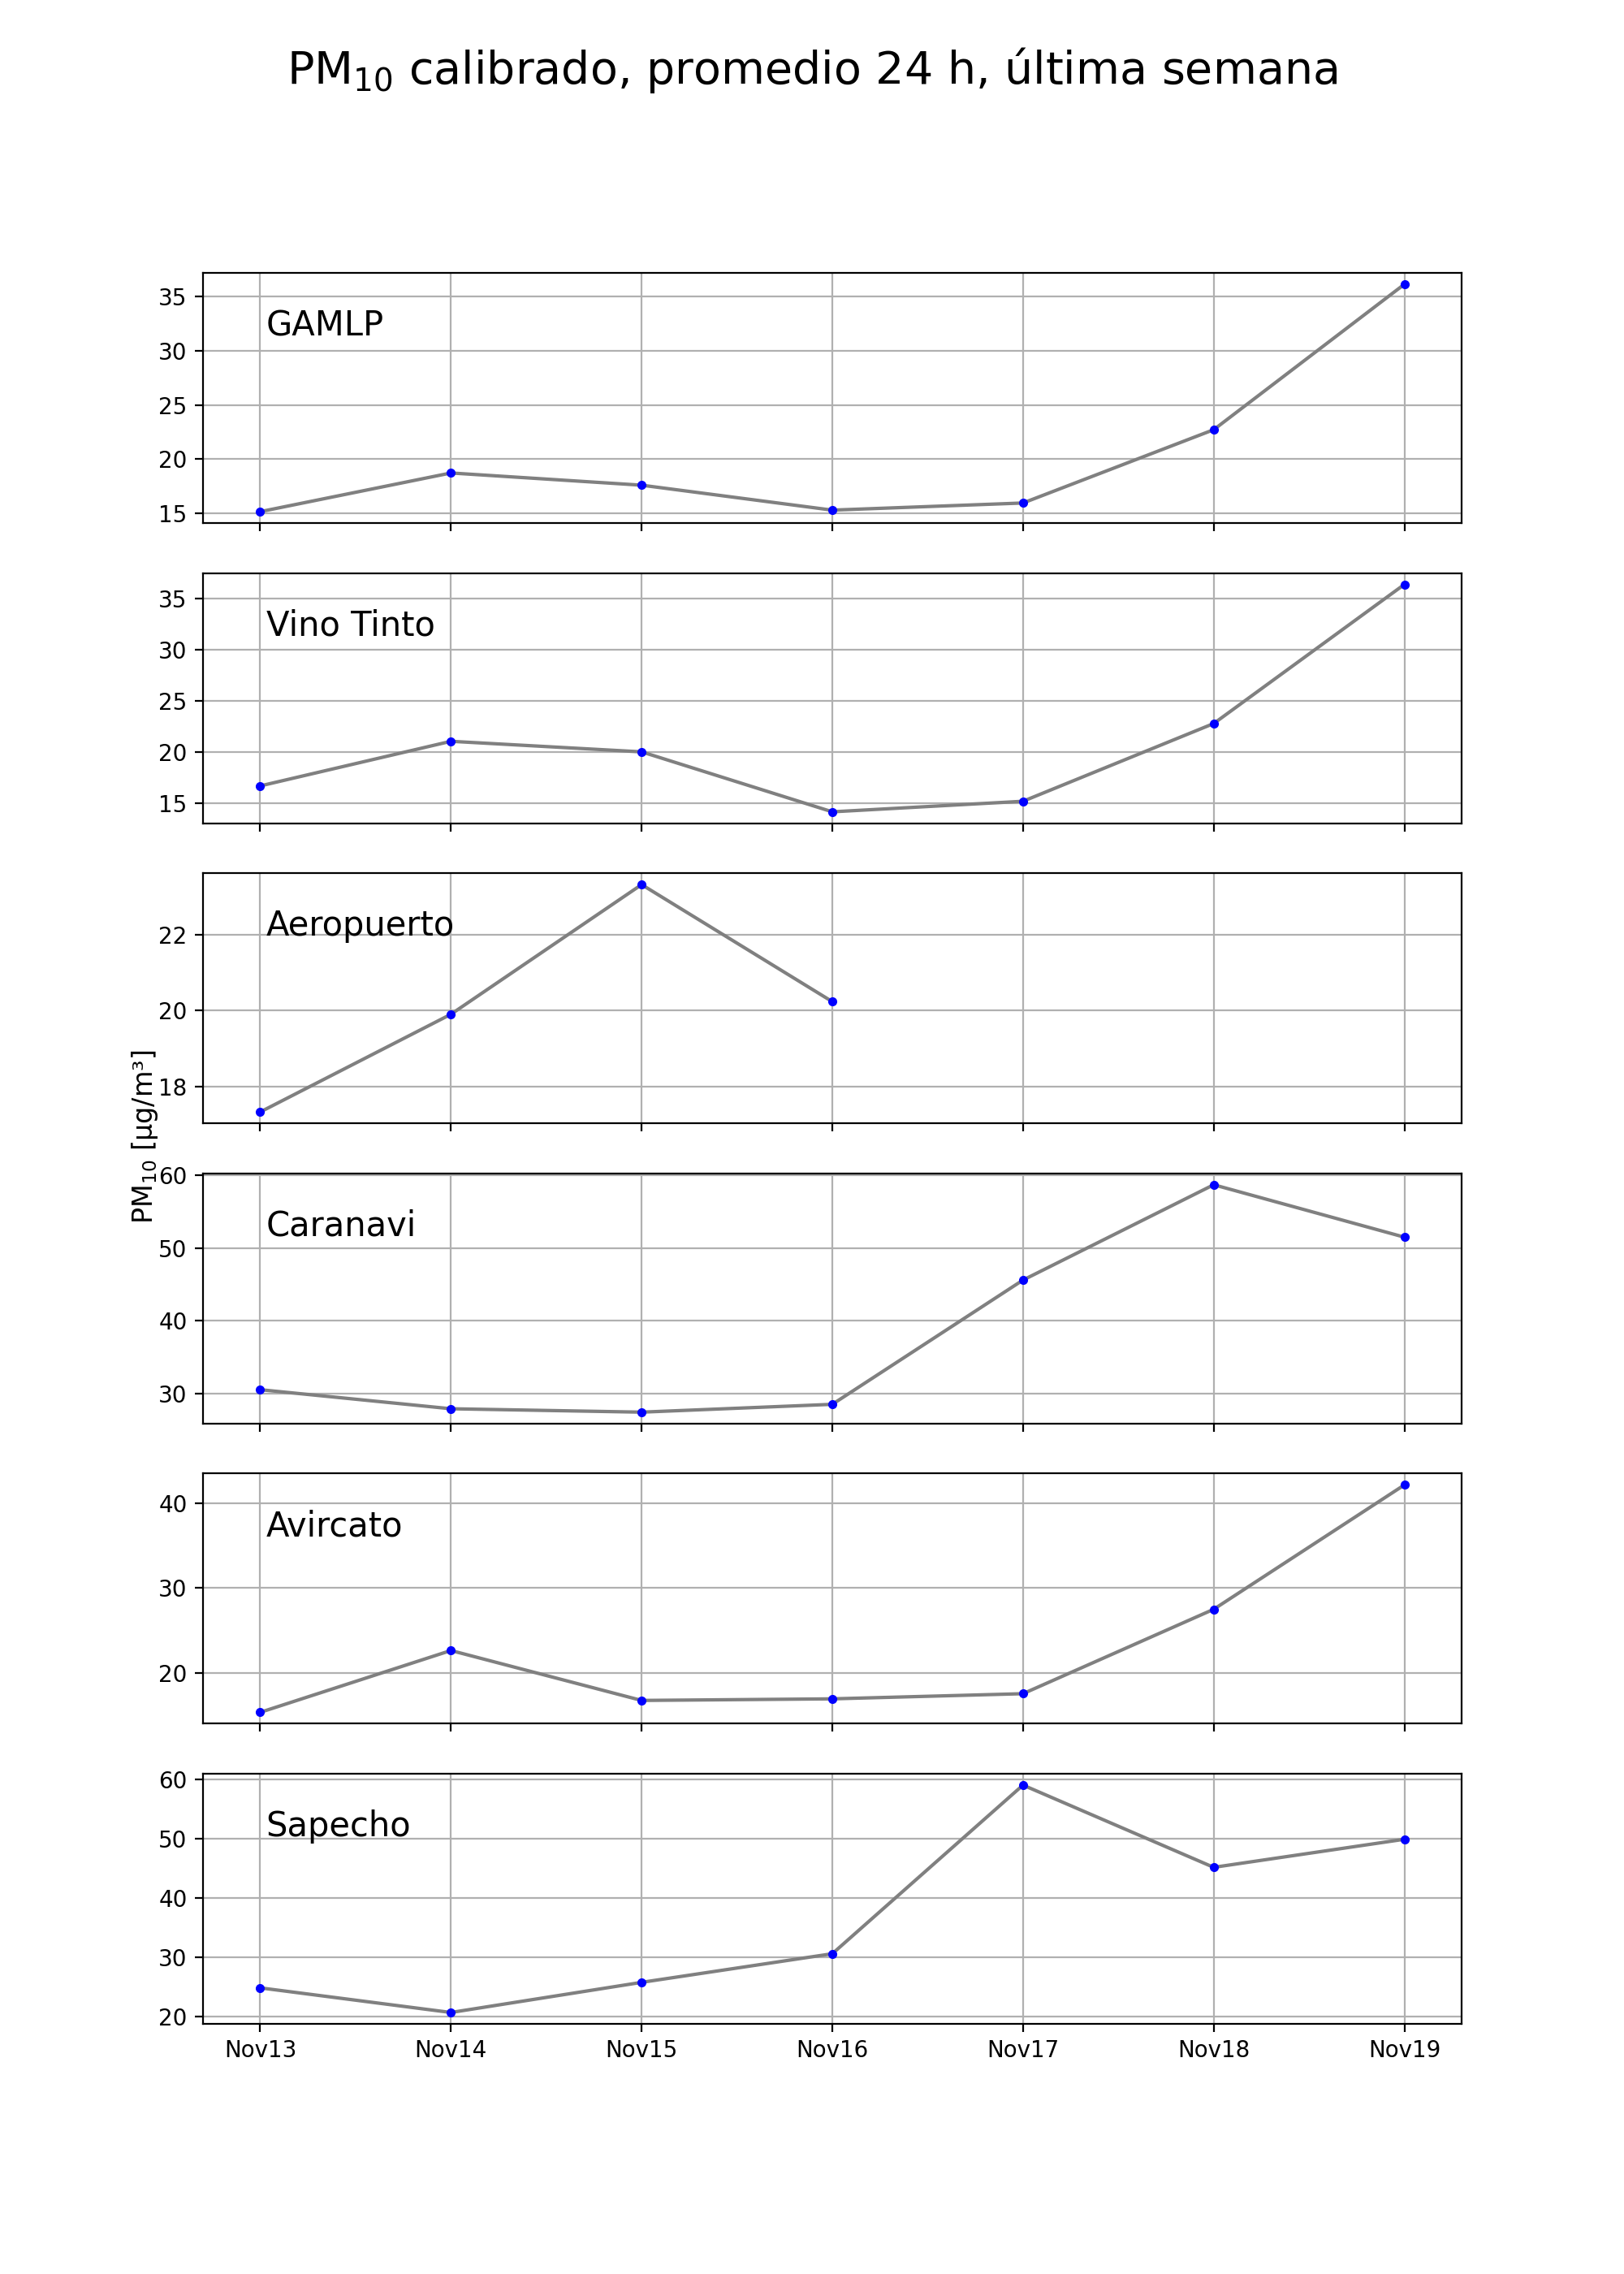 PM₁₀ calibrado, promedio 24 h, última semana
PM₁₀ [µg/m³]
GAMLP
35
30
25
20
15
Vino Tinto
35
30
25
20
15
Aeropuerto
22
20
18
Caranavi
60
50
40
30
Avircato
40
30
20
Sapecho
60
50
40
30
20
Nov13 Nov14 Nov15 Nov16 Nov17 Nov18 Nov19